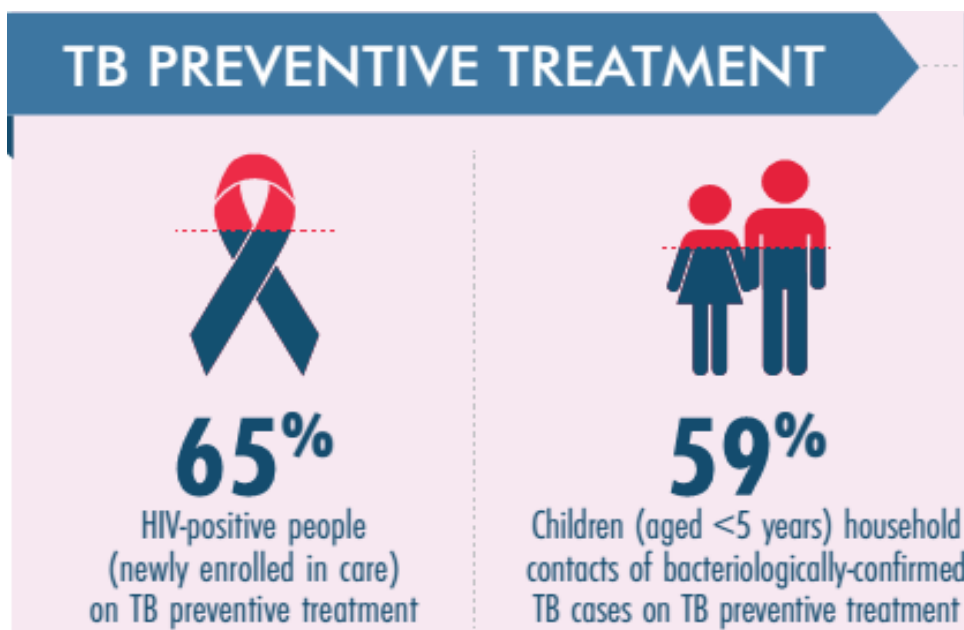 TB PREVENTIVE TREATMENT
65%
HIV-positive people
(newly enrolled in care)
on TB preventive treatment
59%
Children (aged <5 years) household
contacts of bacteriologically-confirmed
TB cases on TB preventive treatment